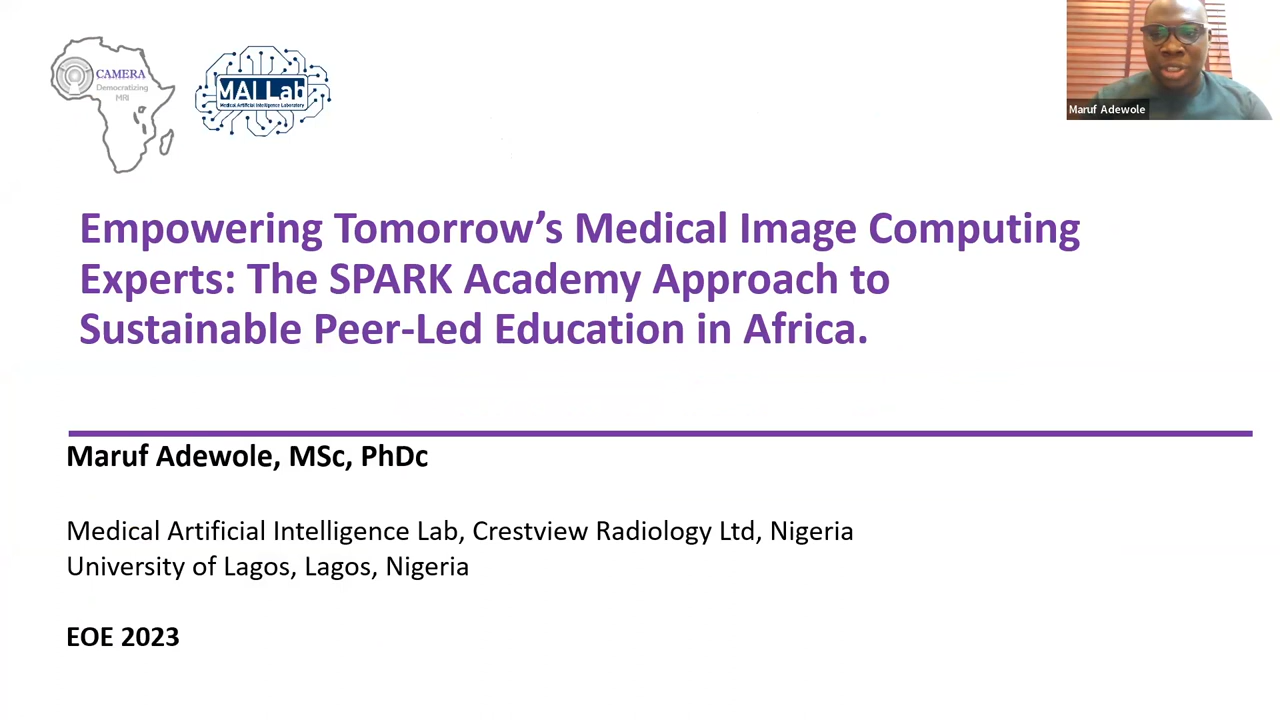 CAMERA
Democratizing
MRI
MAI Lab
Medical Artificial Intelligence Laboratory
Maruf Adewole
Empowering Tomorrow’s Medical Image Computing
Experts: The SPARK Academy Approach to
Sustainable Peer-Led Education in Africa.
Maruf Adewole, MSc, PhDc
Medical Artificial Intelligence Lab, Crestview Radiology Ltd, Nigeria
University of Lagos, Lagos, Nigeria
EOE 2023